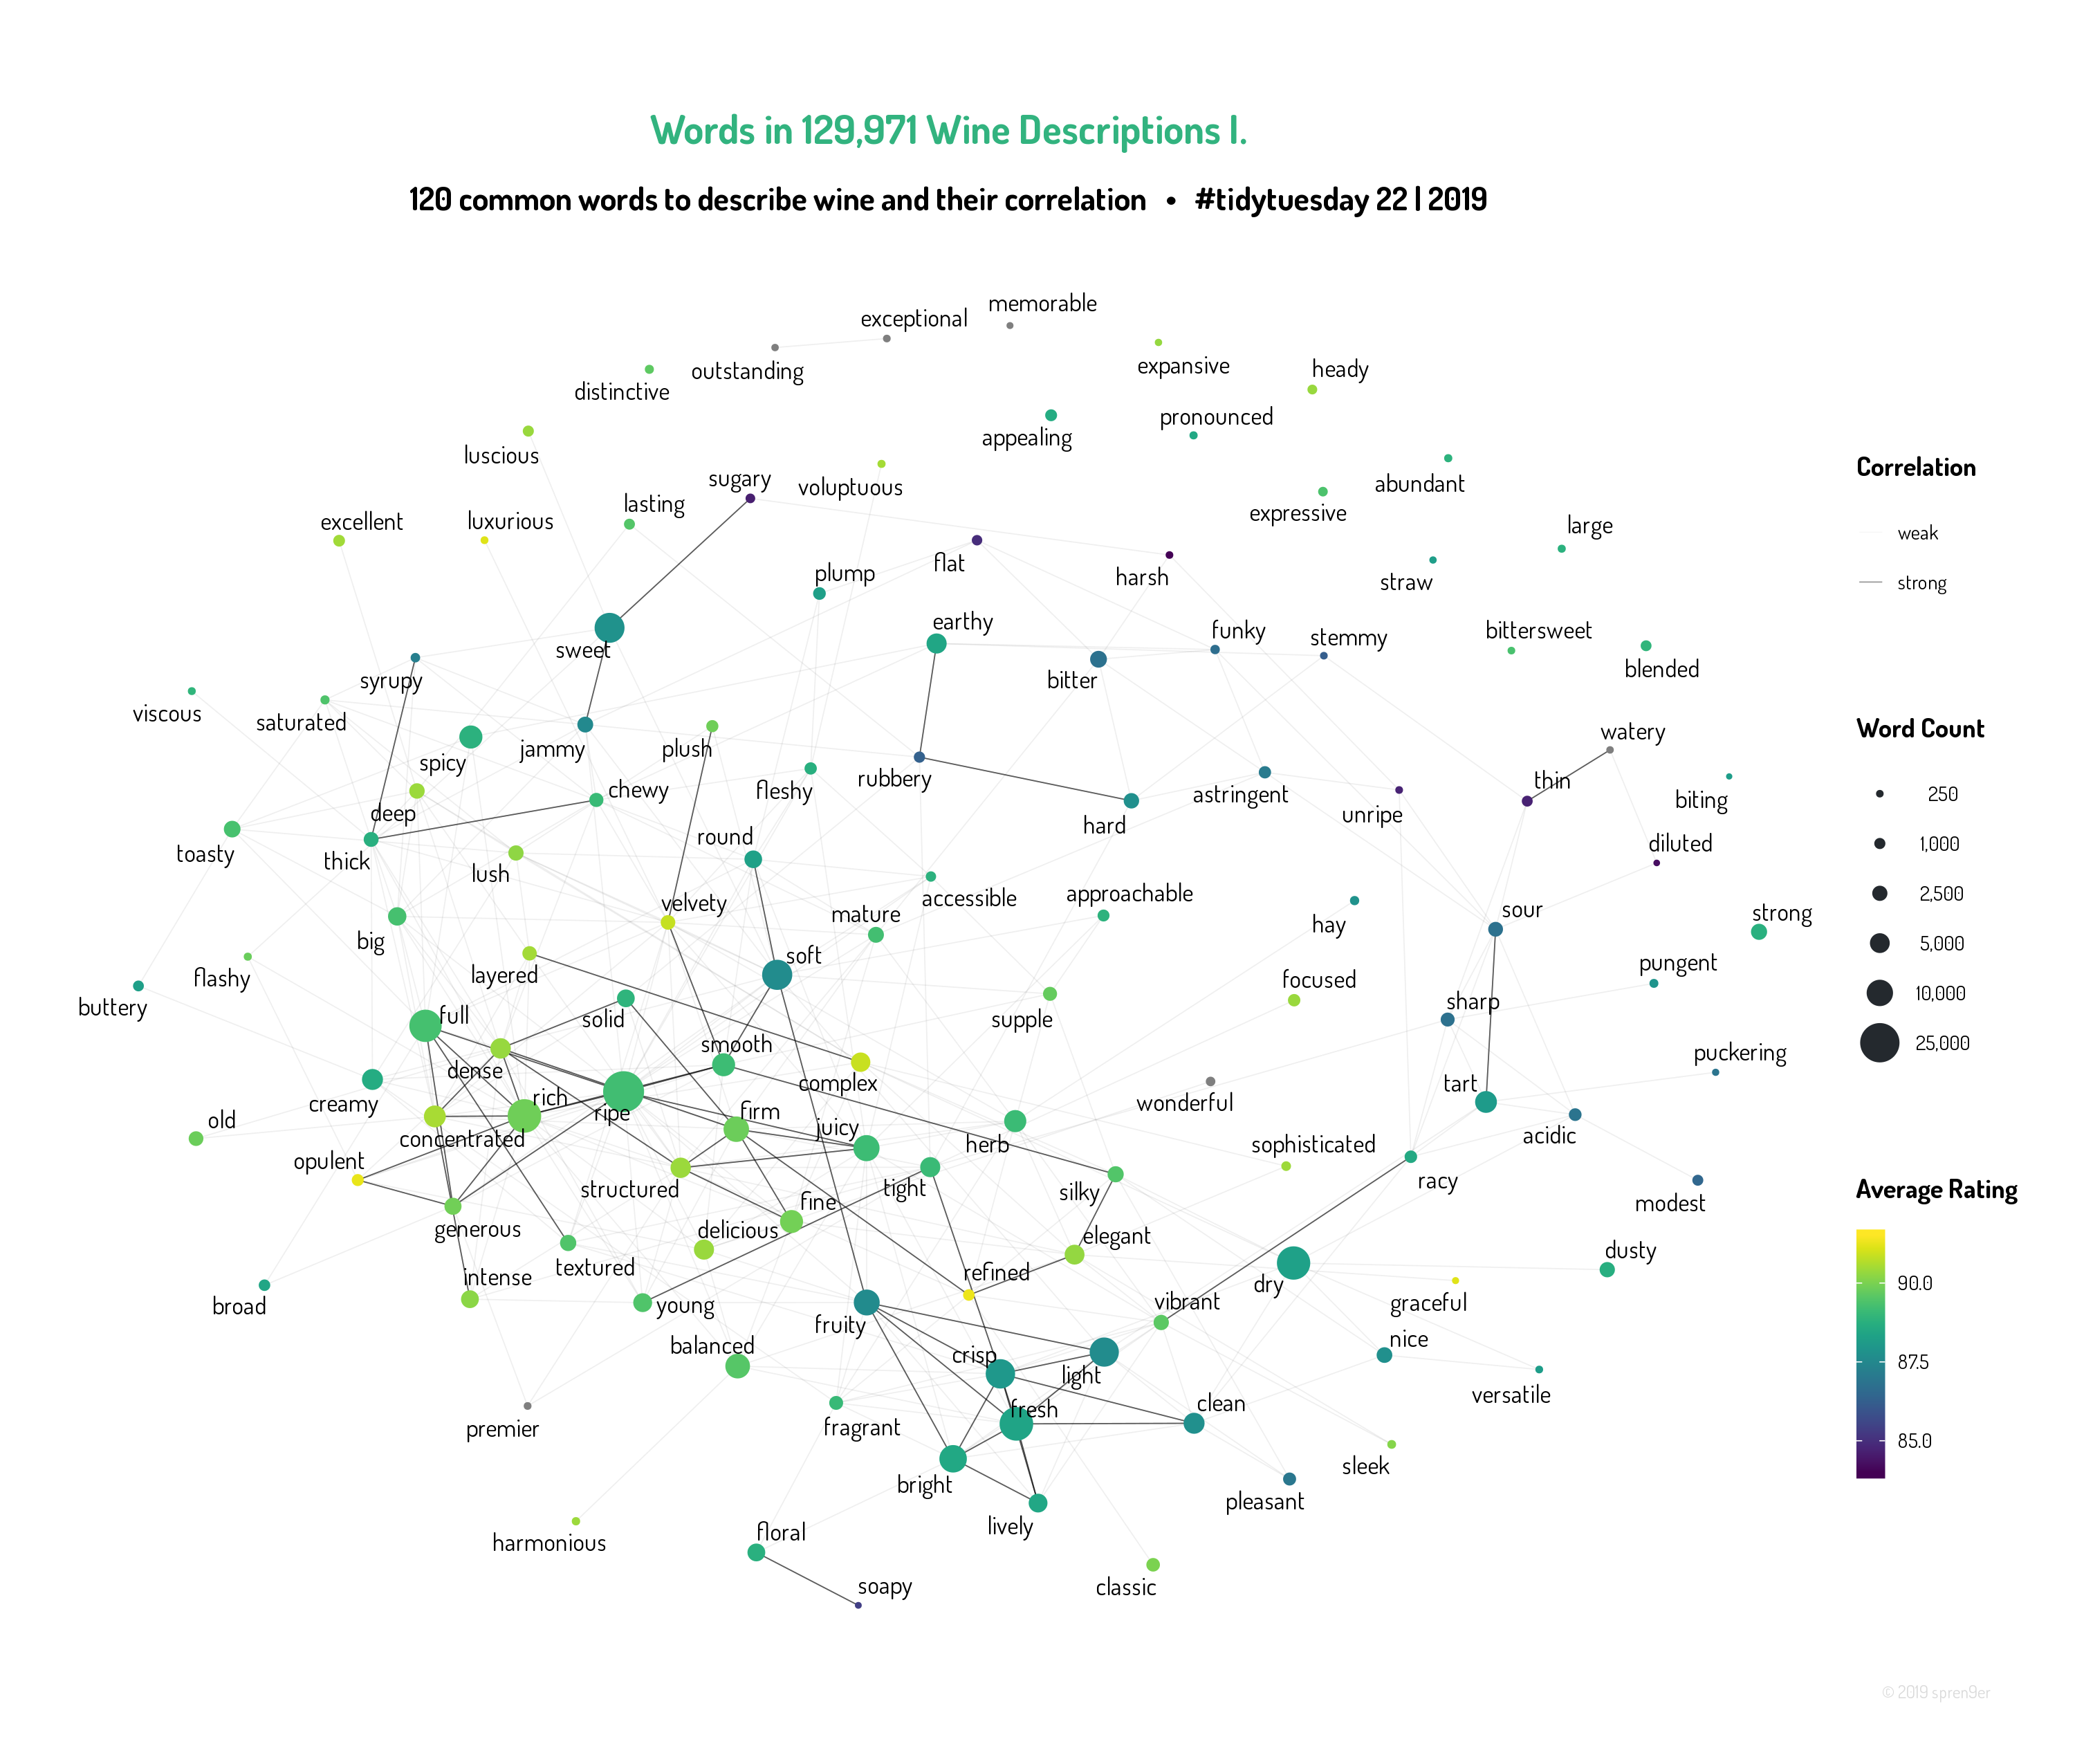 Words in 129,971 Wine Descriptions I.
120 common words to describe wine and their correlation • #tidytuesday 22 | 2019
memorable
exceptional
outstanding
distinctive
expansive
heady
pronounced
appealing
luscious
sugary
voluptuous
abundant
lasting
expressive
excellent
luxurious
large
flat
harsh
straw
plump
earthy
funky
stemmy
bittersweet
sweet
bitter
blended
syrupy
viscous
saturated
jammy
plush
watery
spicy
rubbery
thin
chewy
fleshy
astringent
biting
deep
hard
unripe
round
diluted
toasty
thick
lush
accessible
approachable
velvety
mature
hay
sour
strong
big
soft
layered
flashy
focused
pungent
buttery
full
solid
supple
sharp
smooth
dense
complex
puckering
tart
creamy
rich
ripe
wonderful
old
concentrated
firm
juicy
herb
acidic
sophisticated
opulent
structured
tight
silky
racy
fine
modest
generous
delicious
elegant
textured
dusty
intense
refined
dry
broad
young
vibrant
graceful
fruity
balanced
crisp
light
nice
versatile
fresh
clean
premier
fragrant
sleek
bright
pleasant
lively
harmonious
floral
soapy
classic
Correlation
weak
strong
Word Count
250
1,000
2,500
5,000
10,000
25,000
Average Rating
90.0
87.5
85.0
© 2019 spren9er